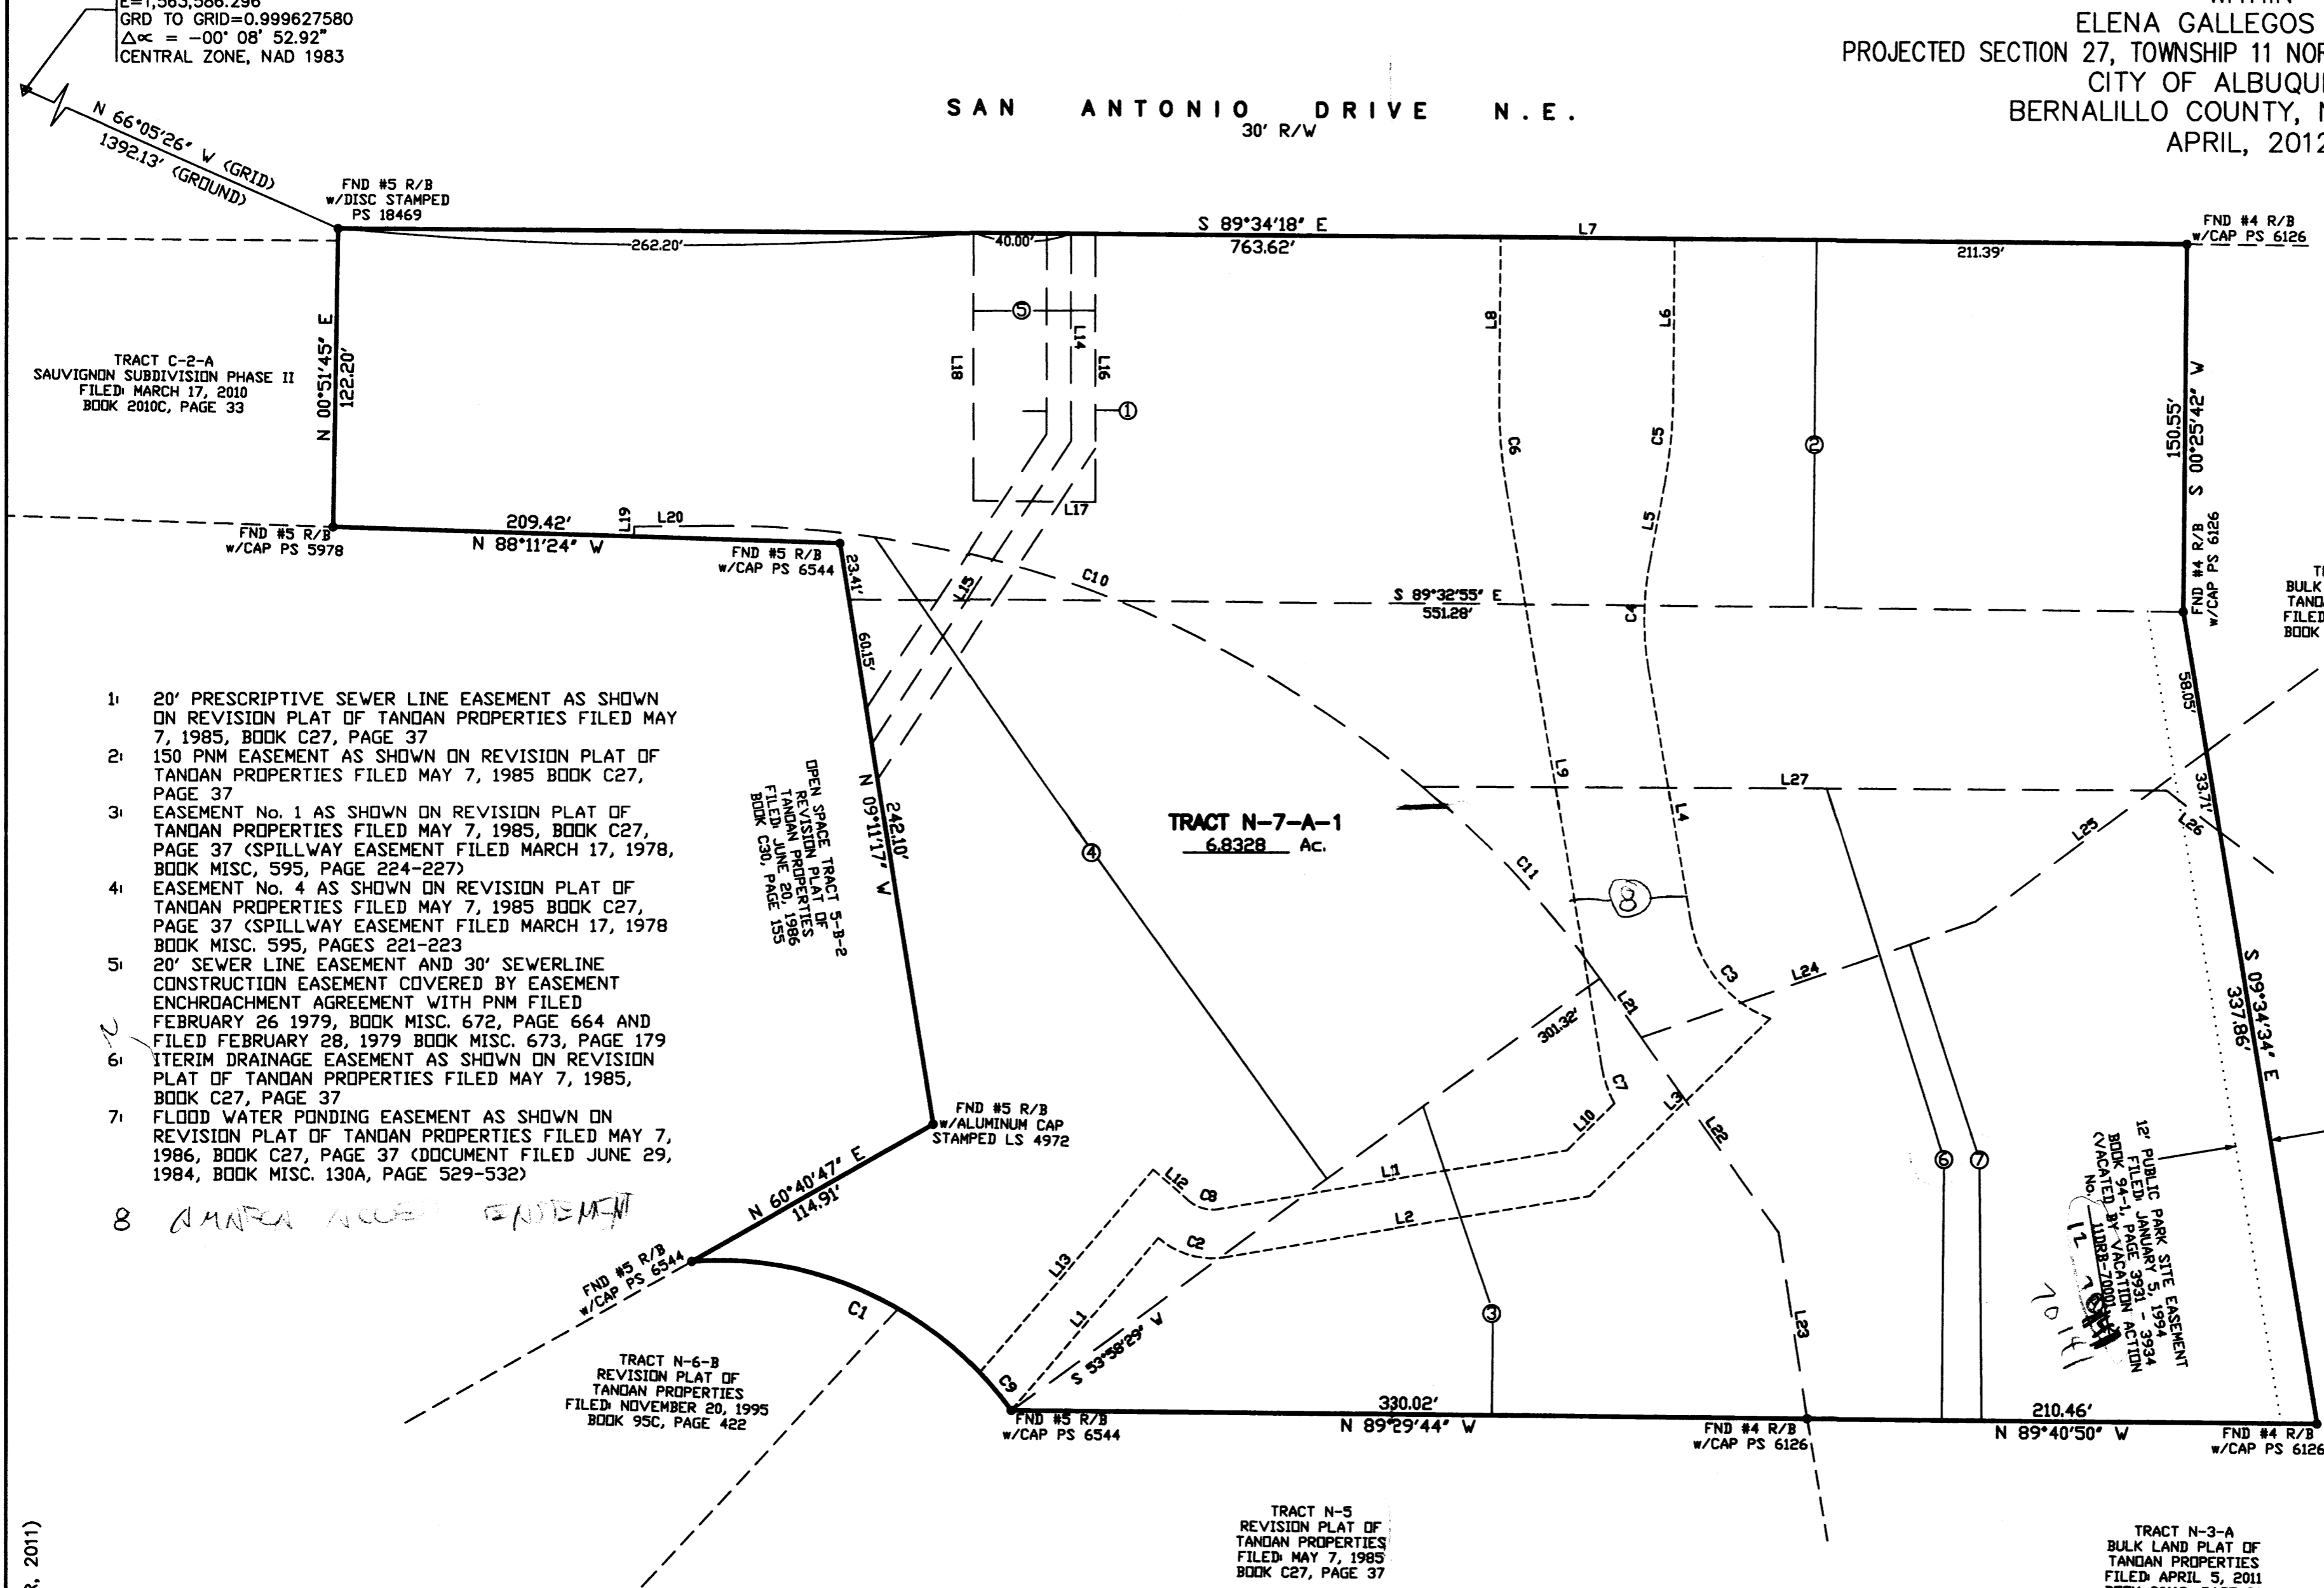 E=1,563,586.296
GRD TO GRID=0.999627580
Δ∝ = -00° 08' 52.92"
CENTRAL ZONE, NAD 1983
WITHIN
ELENA GALLEGOS
PROJECTED SECTION 27, TOWNSHIP 11 NOR
CITY OF ALBUQU
BERNALILLO COUNTY, N
APRIL, 2012
SAN ANTONIO DRIVE N.E.
30' R/W
N 66°05'26" W (GRID)
1392.13' (GROUND)
FND #5 R/B
w/DISC STAMPED
PS 18469
S 89°34'18" E
763.62'
L7
262.20'
40.00'
211.39'
FND #4 R/B
w/CAP PS 6126
TRACT C-2-A
SAUVIGNON SUBDIVISION PHASE II
FILED: MARCH 17, 2010
BOOK 2010C, PAGE 33
N 00°51'45" E
122.20'
5
L14
L18
L16
1
L17
L8
L6
C6
C5
L5
2
150.55'
S 00°25'42" W
FND #4 R/B
w/CAP PS 6126
FND #5 R/B
w/CAP PS 5978
209.42'
N 88°11'24" W
L19
L20
FND #5 R/B
w/CAP PS 6544
23.41'
60.15'
L15
C10
S 89°32'55" E
551.28'
C4
BULK
TANO
FILED
BOOK
58.05'
33.71'
1: 20' PRESCRIPTIVE SEWER LINE EASEMENT AS SHOWN
ON REVISION PLAT OF TANOAN PROPERTIES FILED MAY
7, 1985, BOOK C27, PAGE 37
2: 150 PNM EASEMENT AS SHOWN ON REVISION PLAT OF
TANOAN PROPERTIES FILED MAY 7, 1985 BOOK C27,
PAGE 37
3: EASEMENT No. 1 AS SHOWN ON REVISION PLAT OF
TANOAN PROPERTIES FILED MAY 7, 1985, BOOK C27,
PAGE 37 (SPILLWAY EASEMENT FILED MARCH 17, 1978,
BOOK MISC, 595, PAGE 224-227)
4: EASEMENT No. 4 AS SHOWN ON REVISION PLAT OF
TANOAN PROPERTIES FILED MAY 7, 1985 BOOK C27,
PAGE 37 (SPILLWAY EASEMENT FILED MARCH 17, 1978
BOOK MISC. 595, PAGES 221-223
5: 20' SEWER LINE EASEMENT AND 30' SEWERLINE
CONSTRUCTION EASEMENT COVERED BY EASEMENT
ENCHROACHMENT AGREEMENT WITH PNM FILED
FEBRUARY 26 1979, BOOK MISC. 672, PAGE 664 AND
FILED FEBRUARY 28, 1979 BOOK MISC. 673, PAGE 179
N
6: ITERIM DRAINAGE EASEMENT AS SHOWN ON REVISION
PLAT OF TANOAN PROPERTIES FILED MAY 7, 1985,
BOOK C27, PAGE 37
7: FLOOD WATER PONDING EASEMENT AS SHOWN ON
REVISION PLAT OF TANOAN PROPERTIES FILED MAY 7,
1986, BOOK C27, PAGE 37 (DOCUMENT FILED JUNE 29,
1984, BOOK MISC. 130A, PAGE 529-532)
8
OPEN SPACE TRACT 5-B-2
REVISION PLAT OF
TANOAN PROPERTIES
FILED: JUNE 20, 1986
BOOK C30, PAGE 155
N 09°11'17" W
242.10'
4
TRACT N-7-A-1
6.8328 Ac.
L9
L4
L27
L25
L26
C11
8
C3
L24
L21
301.32'
C7
L10
L3
L22
6
7
S 09°34'34" E
337.86'
12' PUBLIC PARK SITE EASEMENT
FILED: JANUARY 5, 1994
BOOK 94-1, PAGE 3931 - 3934
(VACATED BY VACATION ACTION
No. 11DRB-70001
12
70141
FND #5 R/B
w/ALUMINUM CAP
STAMPED LS 4972
N 60°40'47" E
114.91'
FND #5 R/B
w/CAP PS 6544
L12
C8
L11
L2
C2
L13
L1
C1
C9
S 53°58'29" W
3
L23
TRACT N-6-B
REVISION PLAT OF
TANOAN PROPERTIES
FILED: NOVEMBER 20, 1995
BOOK 95C, PAGE 422
FND #5 R/B
w/CAP PS 6544
330.02'
N 89°29'44" W
FND #4 R/B
w/CAP PS 6126
210.46'
N 89°40'50" W
FND #4 R/B
w/CAP PS 6126
TRACT N-5
REVISION PLAT OF
TANOAN PROPERTIES
FILED: MAY 7, 1985
BOOK C27, PAGE 37
TRACT N-3-A
BULK LAND PLAT OF
TANOAN PROPERTIES
FILED: APRIL 5, 2011
R, 2011)